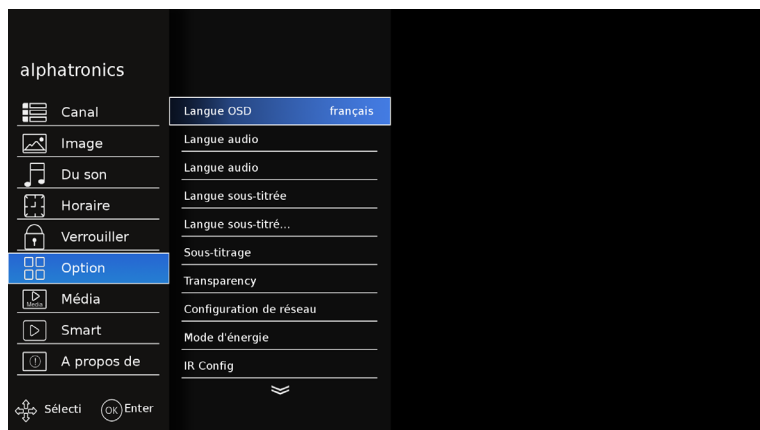 alphatronics
Canal
Image
Du son
Horaire
Verrouiller
Option
Média
Media
Smart
A propos de
Sélecti
OK Enter
Langue OSD français
Langue audio
Langue audio
Langue sous-titrée
Langue sous-titré...
Sous-titrage
Transparency
Configuration de réseau
Mode d'énergie
IR Config